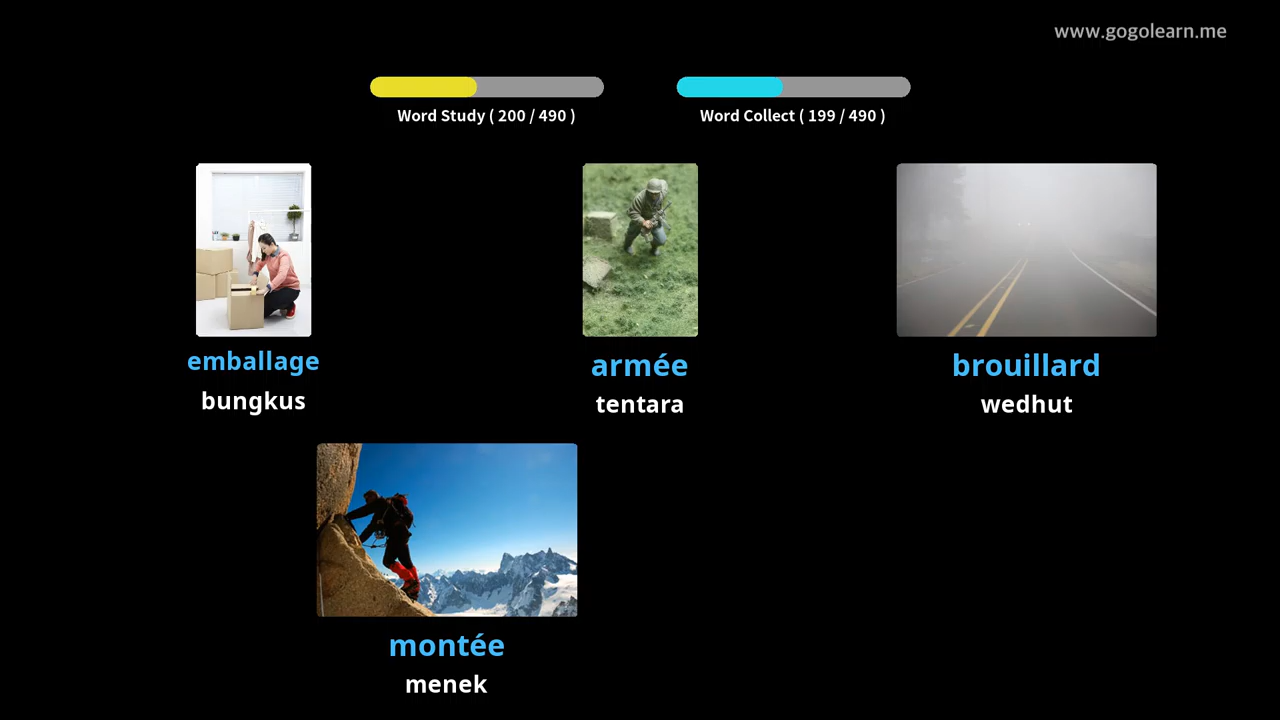 www.gogolearn.me
Word Study ( 200 / 490 )
Word Collect ( 199 / 490 )
emballage
bungkus
armée
tentara
brouillard
wedhut
montée
menek